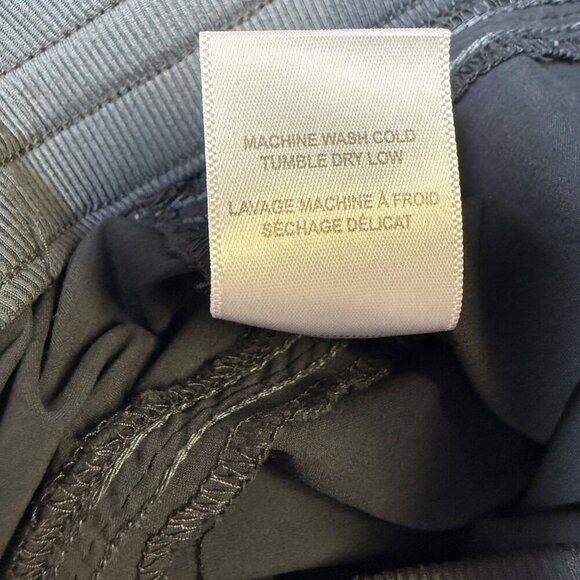 MACHINE WASH COLD
TUMBLE DRY LOW
LAVAGE MACHINE À FROID
SÉCHAGE DÉLICAT